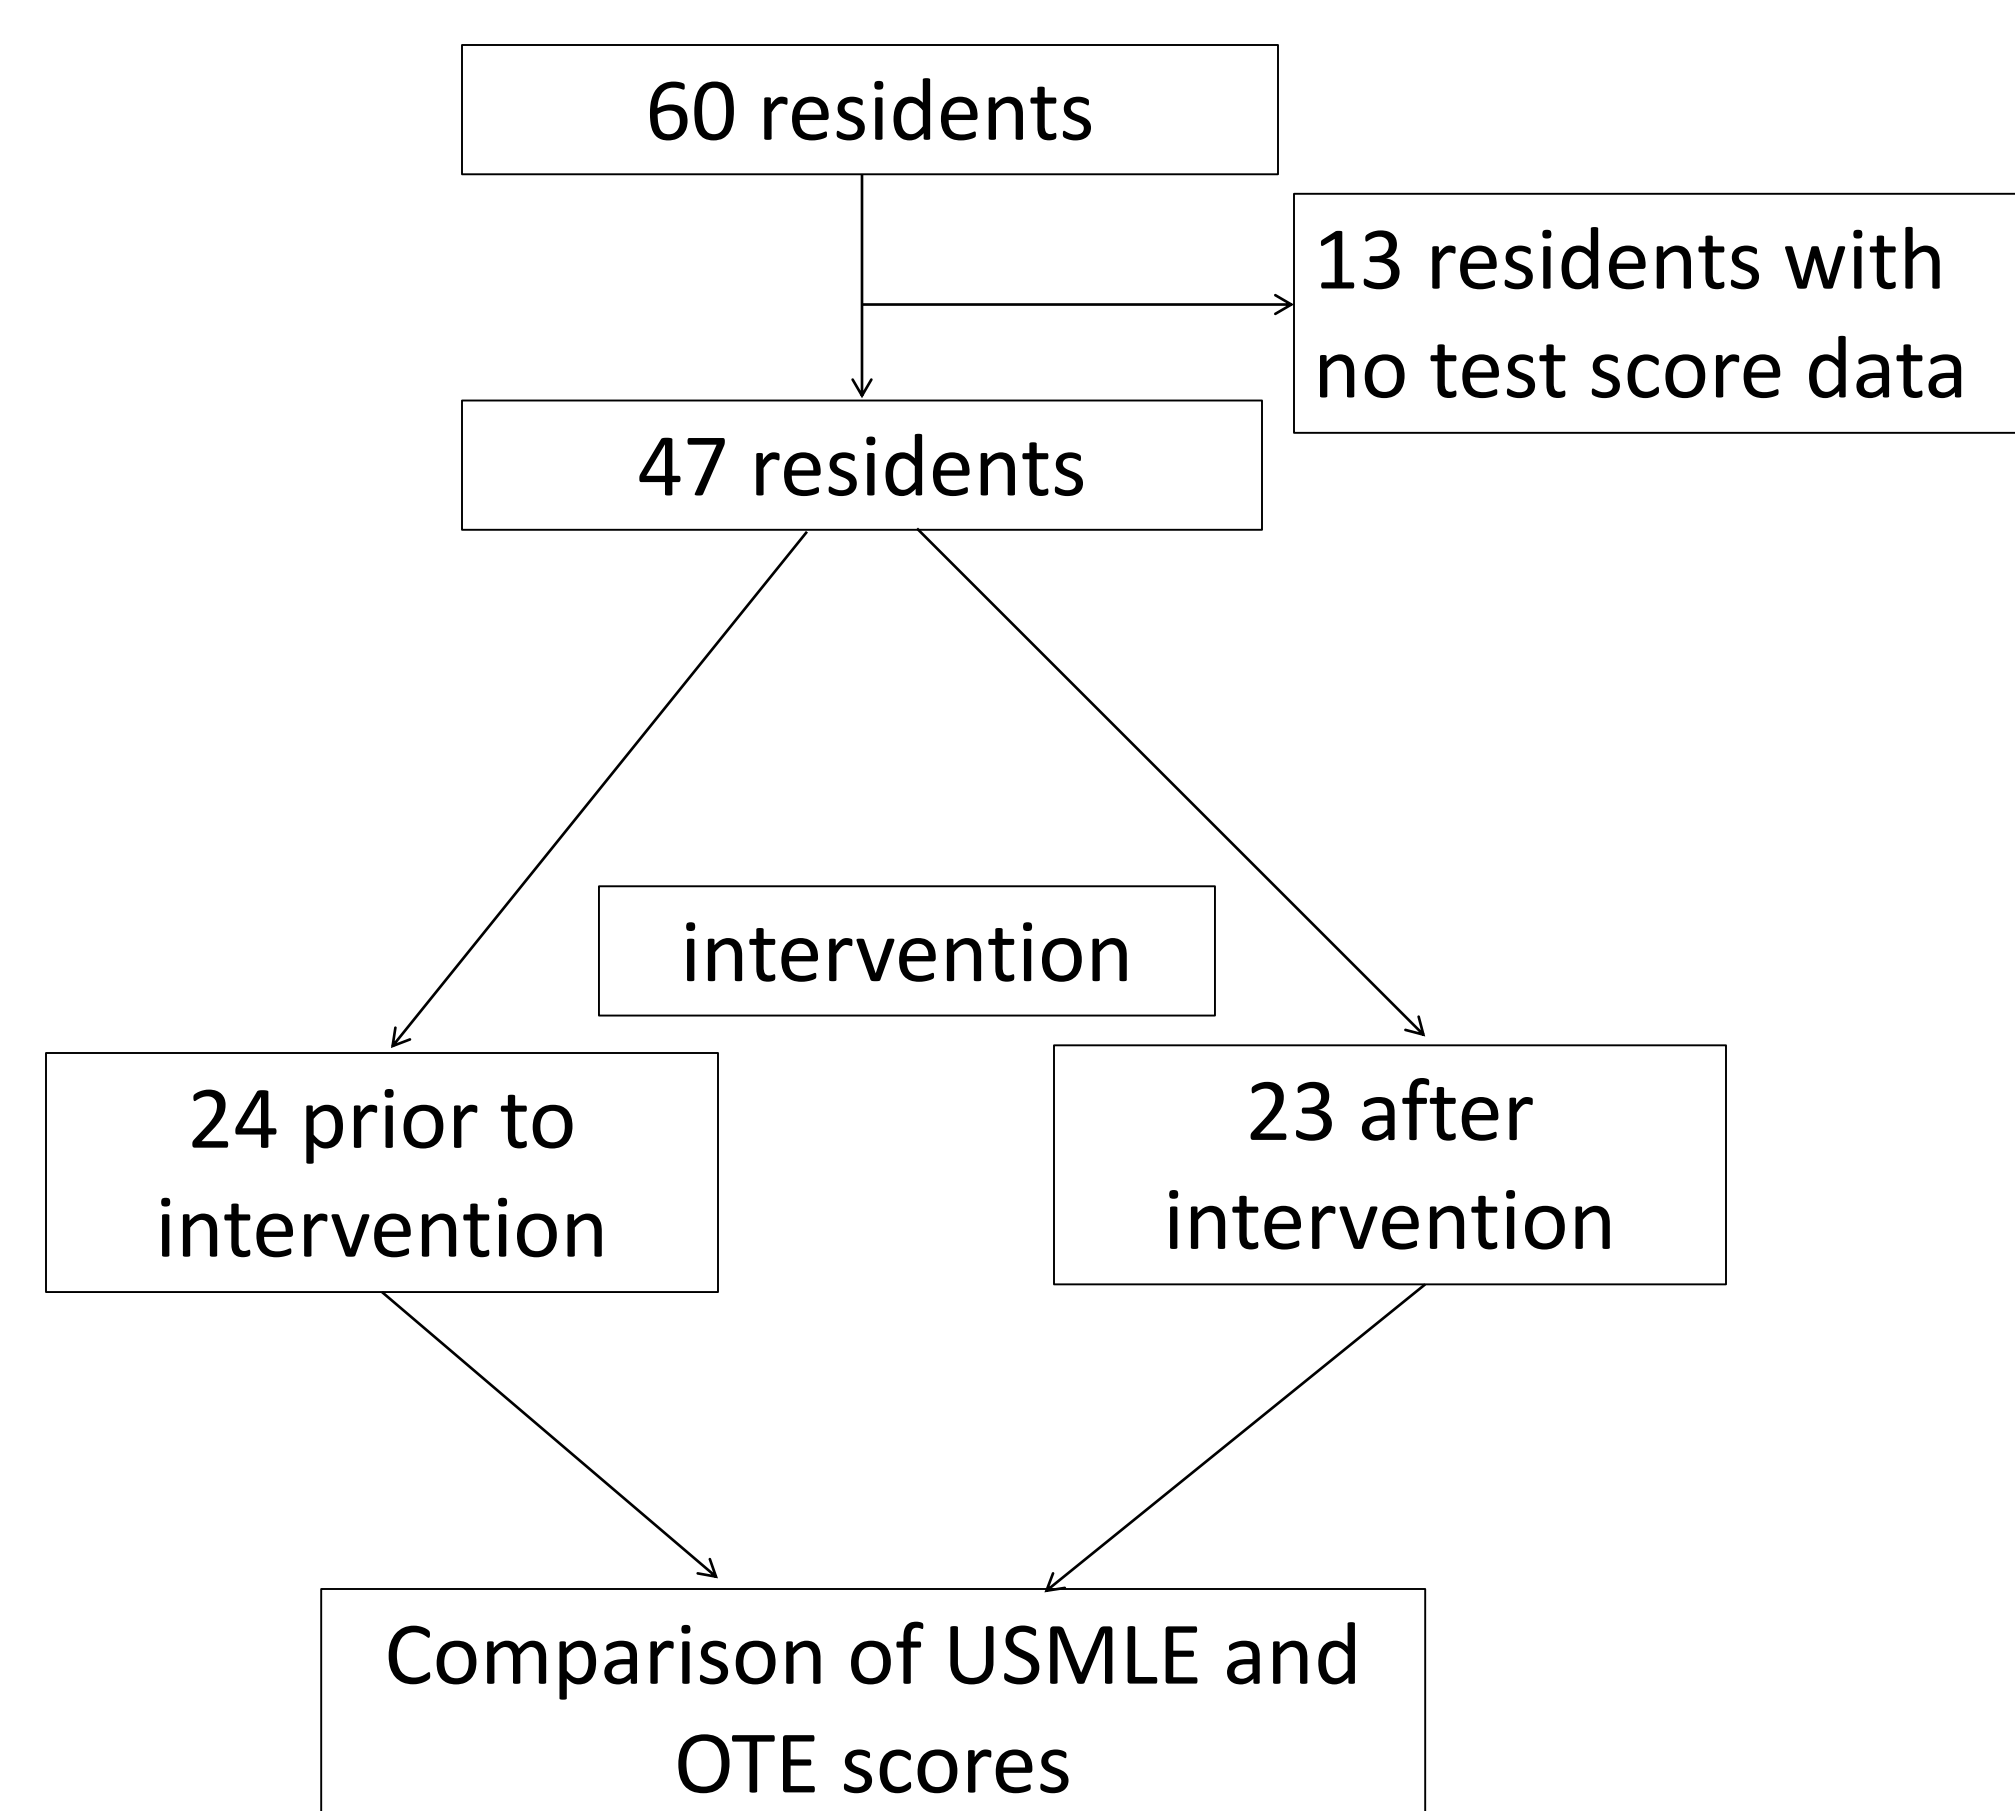 60 residents
13 residents with
no test score data
47 residents
intervention
24 prior to
intervention
23 after
intervention
Comparison of USMLE and
OTE scores